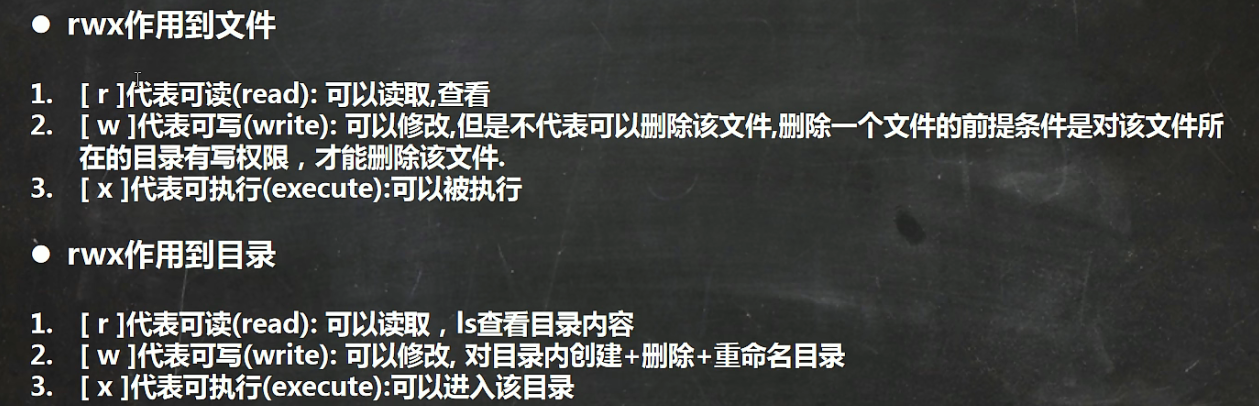 ● rwx作用到文件
1. [ r ]代表可读(read): 可以读取,查看
2. [ w ]代表可写(write): 可以修改,但是不代表可以删除该文件,删除一个文件的前提条件是对该文件所
在的目录有写权限，才能删除该文件.
3. [ x ]代表可执行(execute):可以被执行
● rwx作用到目录
1. [ r ]代表可读(read): 可以读取，ls查看目录内容
2. [ w ]代表可写(write): 可以修改, 对目录内创建+删除+重命名目录
3. [ x ]代表可执行(execute):可以进入该目录